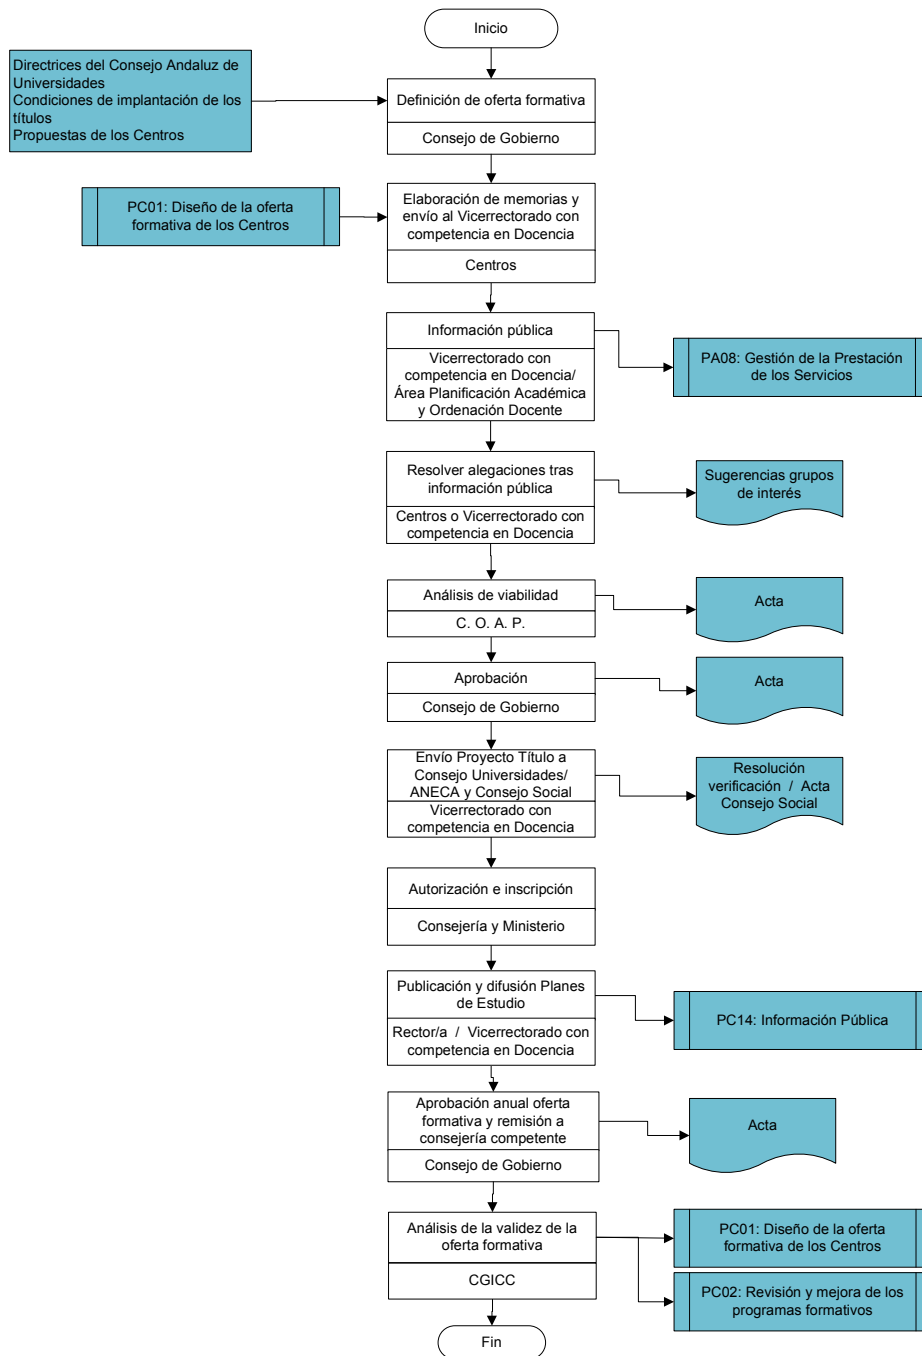 Inicio
Directrices del Consejo Andaluz de
Universidades
Condiciones de implantación de los
títulos
Propuestas de los Centros
Definición de oferta formativa
Consejo de Gobierno
PC01: Diseño de la oferta
formativa de los Centros
Elaboración de memorias y
envío al Vicerrectorado con
competencia en Docencia
Centros
Información pública
Vicerrectorado con
competencia en Docencia/
Área Planificación Académica
y Ordenación Docente
PA08: Gestión de la Prestación
de los Servicios
Resolver alegaciones tras
información pública
Centros o Vicerrectorado con
competencia en Docencia
Sugerencias grupos
de interés
Análisis de viabilidad
C. O. A. P.
Acta
Aprobación
Consejo de Gobierno
Acta
Envío Proyecto Título a
Consejo Universidades/
ANECA y Consejo Social
Vicerrectorado con
competencia en Docencia
Resolución
verificación / Acta
Consejo Social
Autorización e inscripción
Consejería y Ministerio
Publicación y difusión Planes
de Estudio
Rector/a / Vicerrectorado con
competencia en Docencia
PC14: Información Pública
Aprobación anual oferta
formativa y remisión a
consejería competente
Consejo de Gobierno
Acta
Análisis de la validez de la
oferta formativa
CGICC
PC01: Diseño de la oferta
formativa de los Centros
PC02: Revisión y mejora de los
programas formativos
Fin